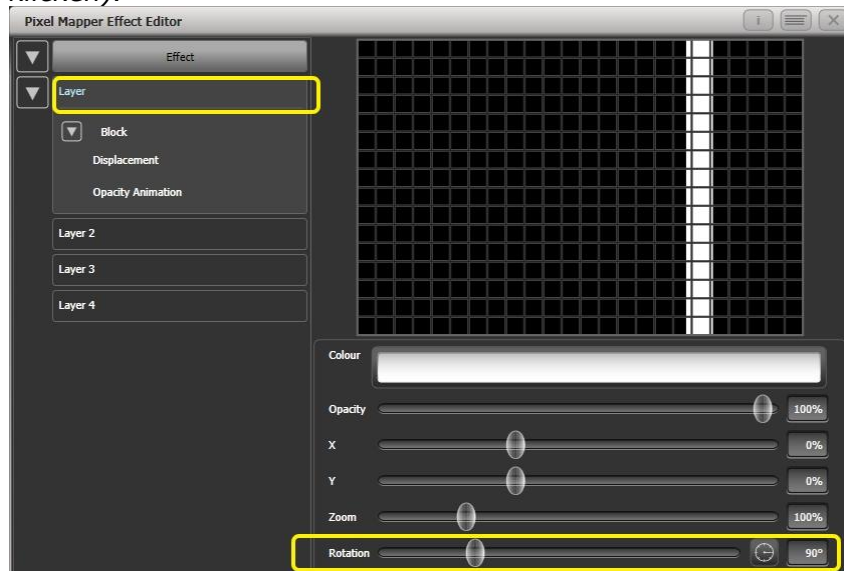 Pixel Mapper Effect Editor
Effect
Layer
Block
Displacement
Opacity Animation
Layer 2
Layer 3
Layer 4
Colour
Opacity 100%
X 0%
Y 0%
Zoom 100%
Rotation 90°